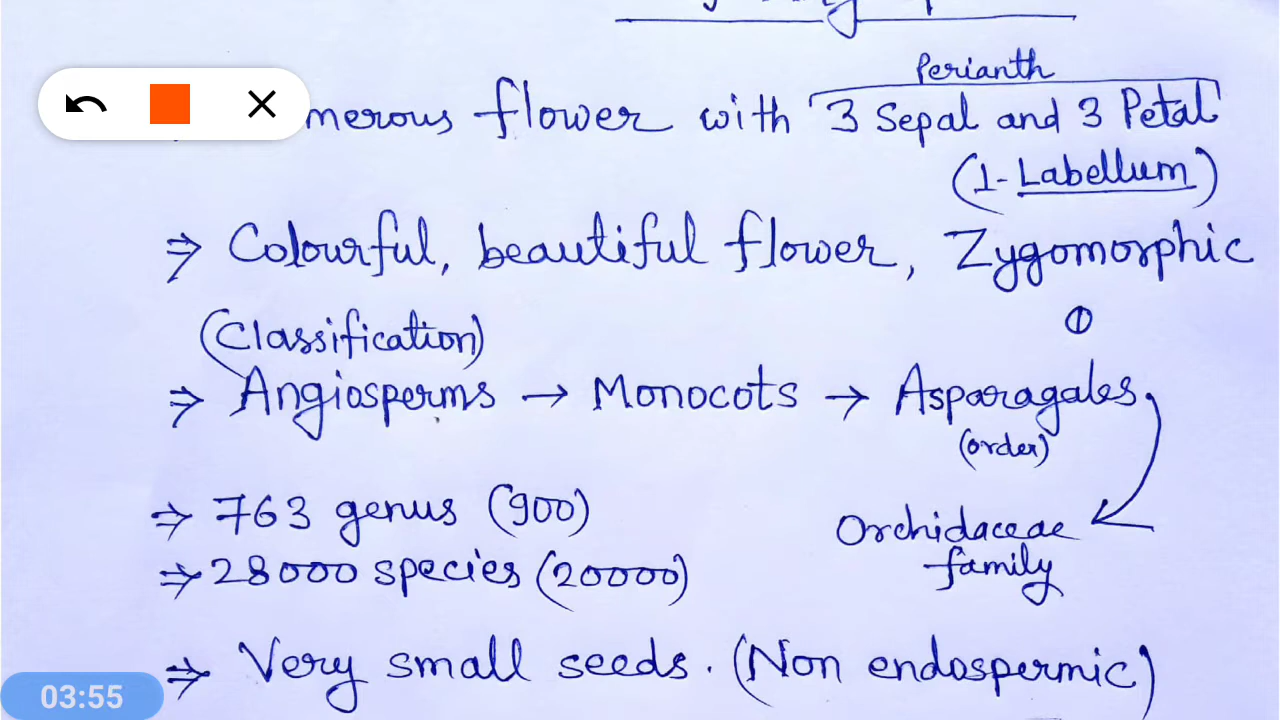 Perianth
merous flower with 3 Sepal and 3 Petal
(1-Labellum)
⇒ Colourful, beautiful flower, Zygomorphic
(Classification)
⇒ Angiosperms → Monocots → Asparagales
(order)
⇒ 763 genus (900)
Orchidaceae
family
⇒ 28000 species (20000)
⇒ Very small seeds. (Non endospermic)
03:55